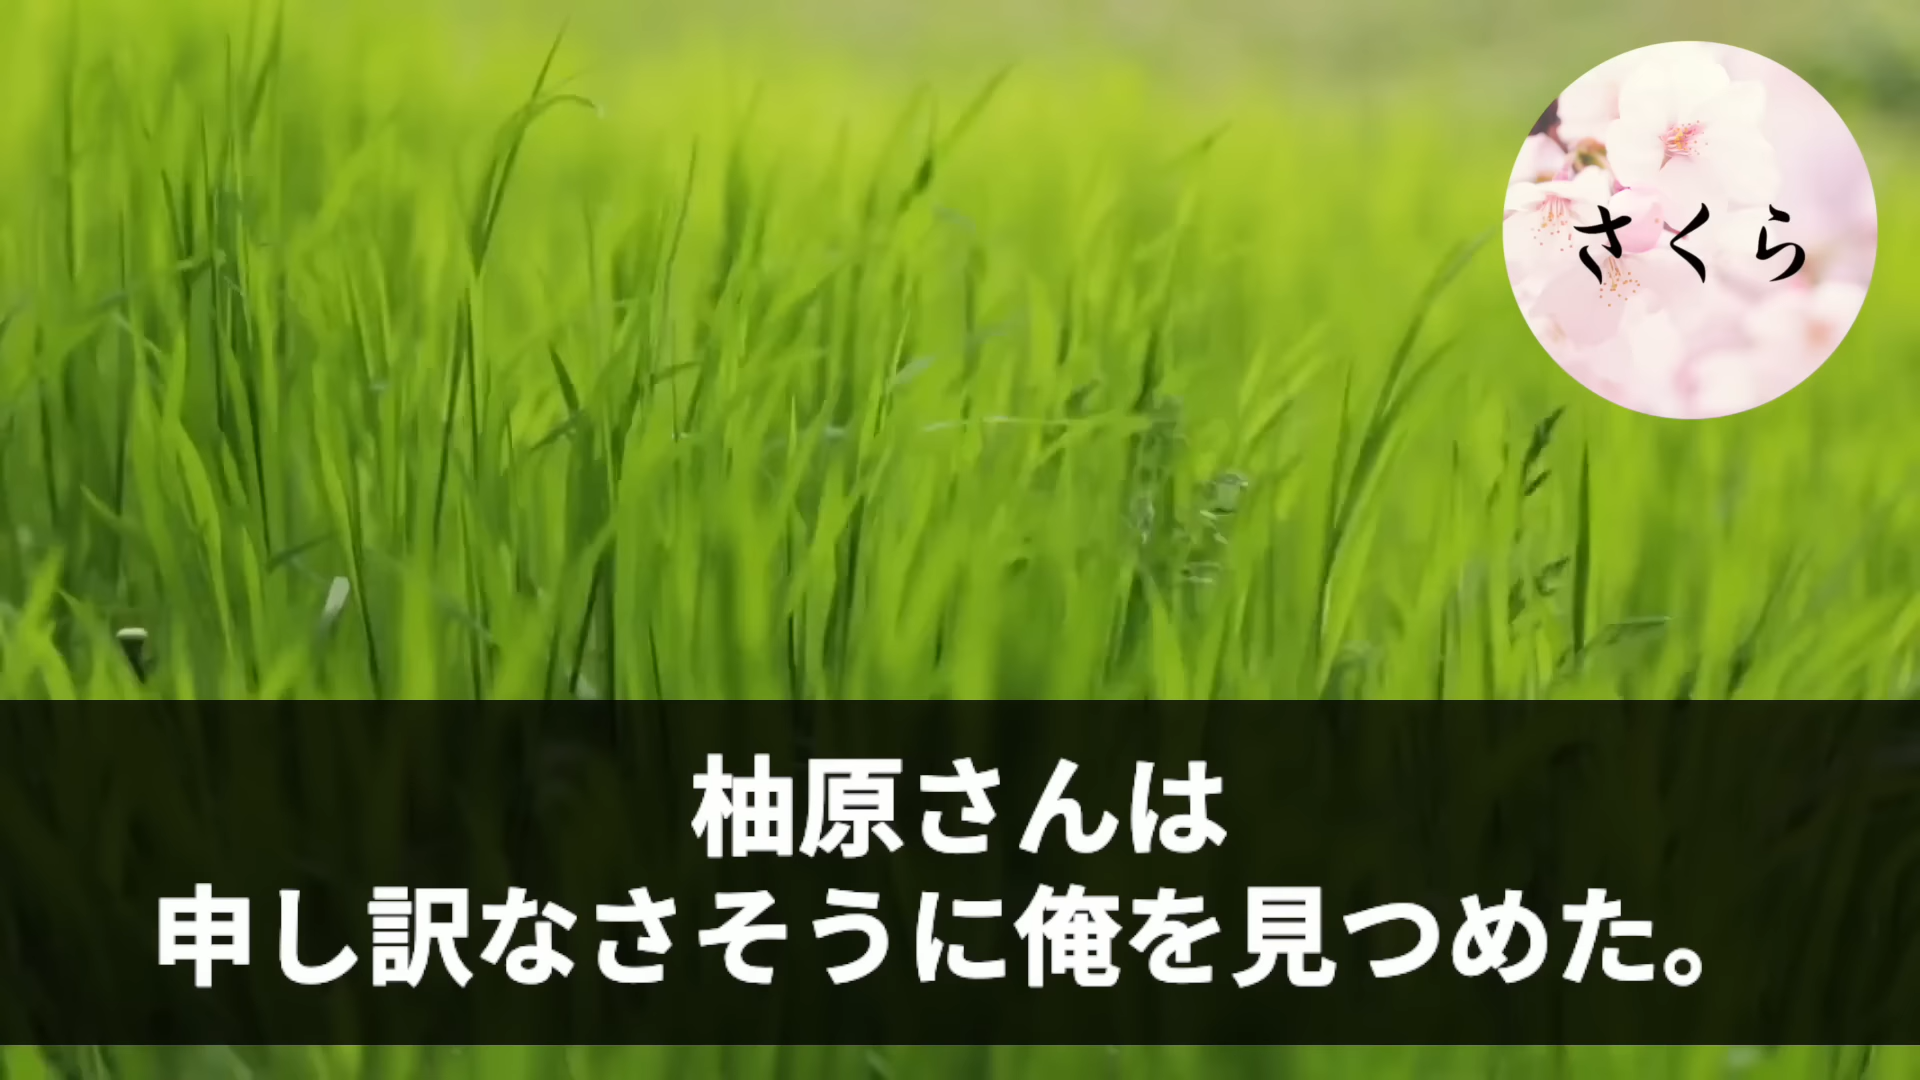 さくら
柚原さんは
申し訳なさそうに俺を見つめた。